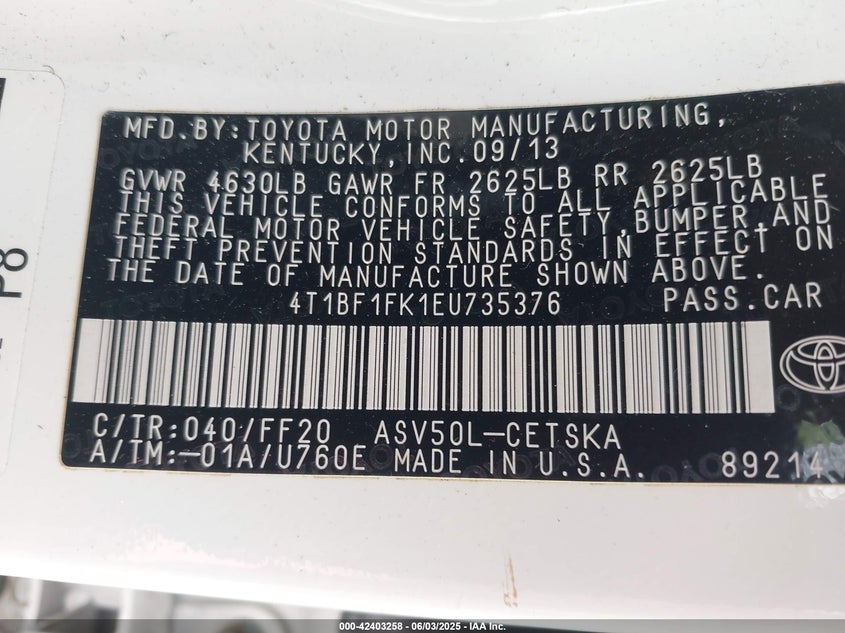 MFD.BY:TOYOTA MOTOR MANUFACTURING,
KENTUCKY,INC.09/13
GVWR 4630LB GAWR FR 2625LB RR 2625LB
THIS VEHICLE CONFORMS TO ALL APPLICABLE
FEDERAL MOTOR VEHICLE SAFETY,BUMPER,AND
THEFT PREVENTION STANDARDS IN EFFECT ON
THE DATE OF MANUFACTURE SHOWN ABOVE.
4T1BF1FK1EU735376 PASS.CAR
C/TR:040/FF20 ASV50L-CETSKA
A/TM:-01A/U760E MADE IN U.S.A. 89214
P8
000-42403258 - 06/03/2025 - IAA Inc.